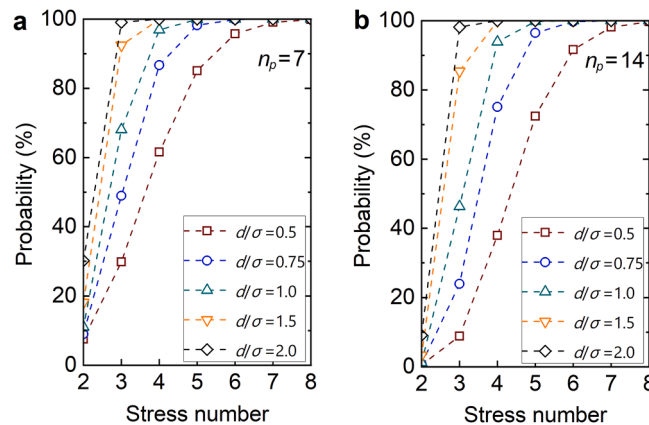 a
n_p = 7
Probability (%)
100
80
60
40
20
0
d/σ=0.5
d/σ=0.75
d/σ=1.0
d/σ=1.5
d/σ=2.0
2 3 4 5 6 7 8
Stress number
b
n_p = 14
Probability (%)
100
80
60
40
20
0
d/σ=0.5
d/σ=0.75
d/σ=1.0
d/σ=1.5
d/σ=2.0
2 3 4 5 6 7 8
Stress number